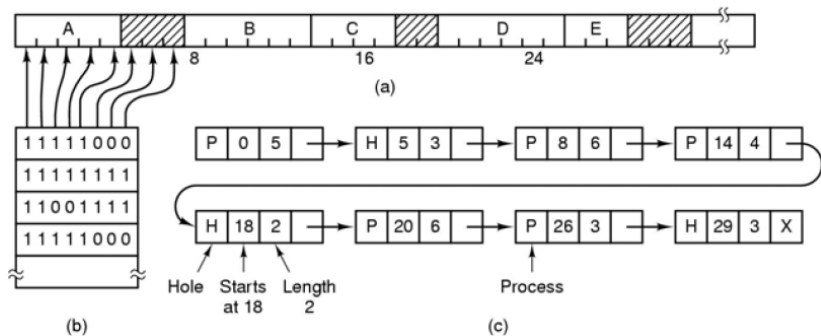 A B C D E
8 16 24
(a)
11111000
11111111
11001111
11111000
(b)
P 0 5 H 5 3 P 8 6 P 14 4
H 18 2 P 20 6 P 26 3 H 29 3 X
Hole Starts at 18 Length 2 Process
(c)